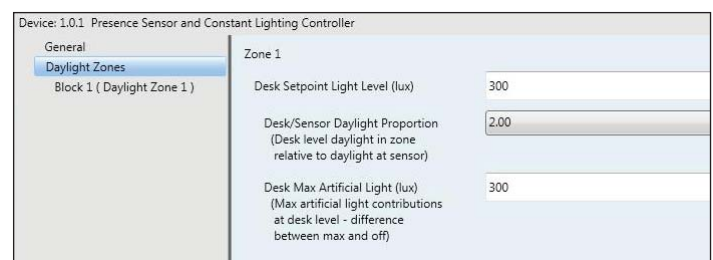 Device: 1.0.1 Presence Sensor and Constant Lighting Controller
General
Daylight Zones
Block 1 ( Daylight Zone 1 )
Zone 1
Desk Setpoint Light Level (lux)
300
Desk/Sensor Daylight Proportion
(Desk level daylight in zone
relative to daylight at sensor)
2.00
Desk Max Artificial Light (lux)
(Max artificial light contributions
at desk level - difference
between max and off)
300